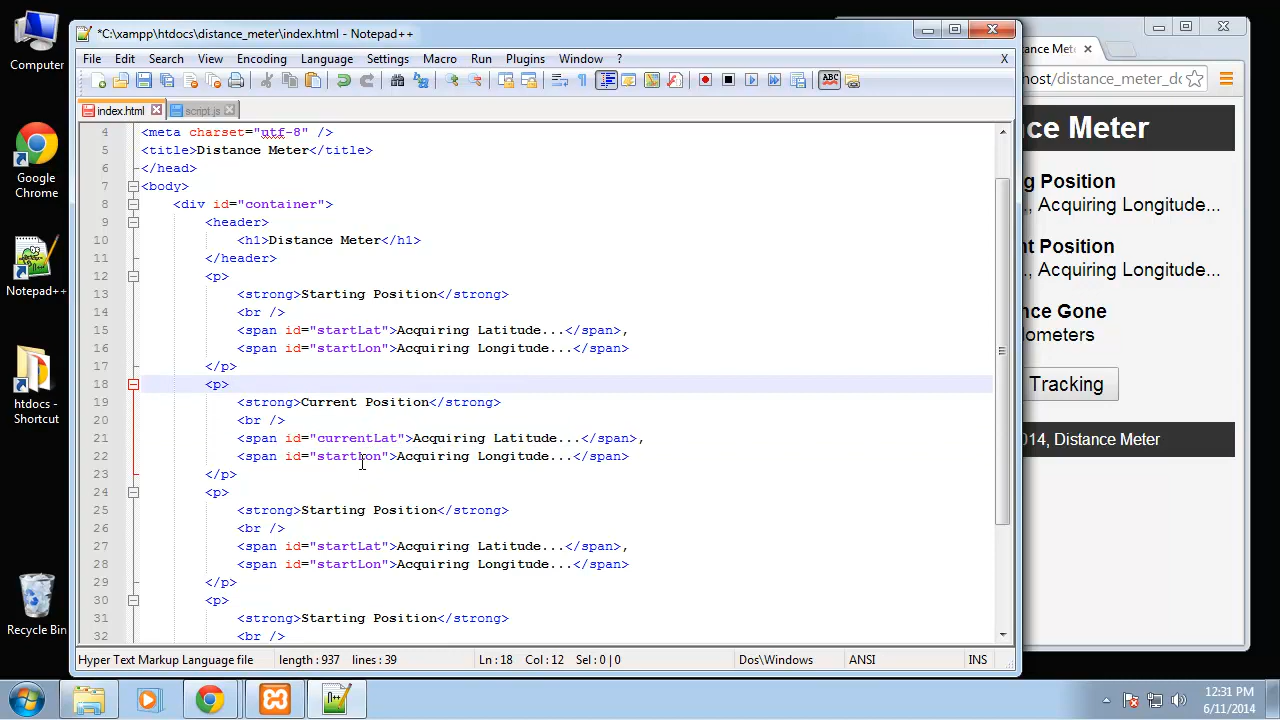 Computer
Google
Chrome
Notepad++
htdocs -
Shortcut
Recycle Bin
*C:\xampp\htdocs\distance_meter\index.html - Notepad++
File Edit Search View Encoding Language Settings Macro Run Plugins Window ? X
index.html script.js
4 <meta charset="utf-8" />
5 <title>Distance Meter</title>
6 </head>
7 <body>
8 <div id="container">
9 <header>
10 <h1>Distance Meter</h1>
11 </header>
12 <p>
13 <strong>Starting Position</strong>
14 <br />
15 <span id="startLat">Acquiring Latitude...</span>,
16 <span id="startLon">Acquiring Longitude...</span>
17 </p>
18 <p>
19 <strong>Current Position</strong>
20 <br />
21 <span id="currentLat">Acquiring Latitude...</span>,
22 <span id="startLon">Acquiring Longitude...</span>
23 </p>
24 <p>
25 <strong>Starting Position</strong>
26 <br />
27 <span id="startLat">Acquiring Latitude...</span>,
28 <span id="startLon">Acquiring Longitude...</span>
29 </p>
30 <p>
31 <strong>Starting Position</strong>
32 <br />
Hyper Text Markup Language file length : 937 lines : 39 Ln : 18 Col : 12 Sel : 0 | 0 Dos\Windows ANSI INS
ance Mete
host/distance_meter_do
ce Meter
g Position
., Acquiring Longitude...
nt Position
., Acquiring Longitude...
nce Gone
lometers
Tracking
014, Distance Meter
12:31 PM
6/11/2014